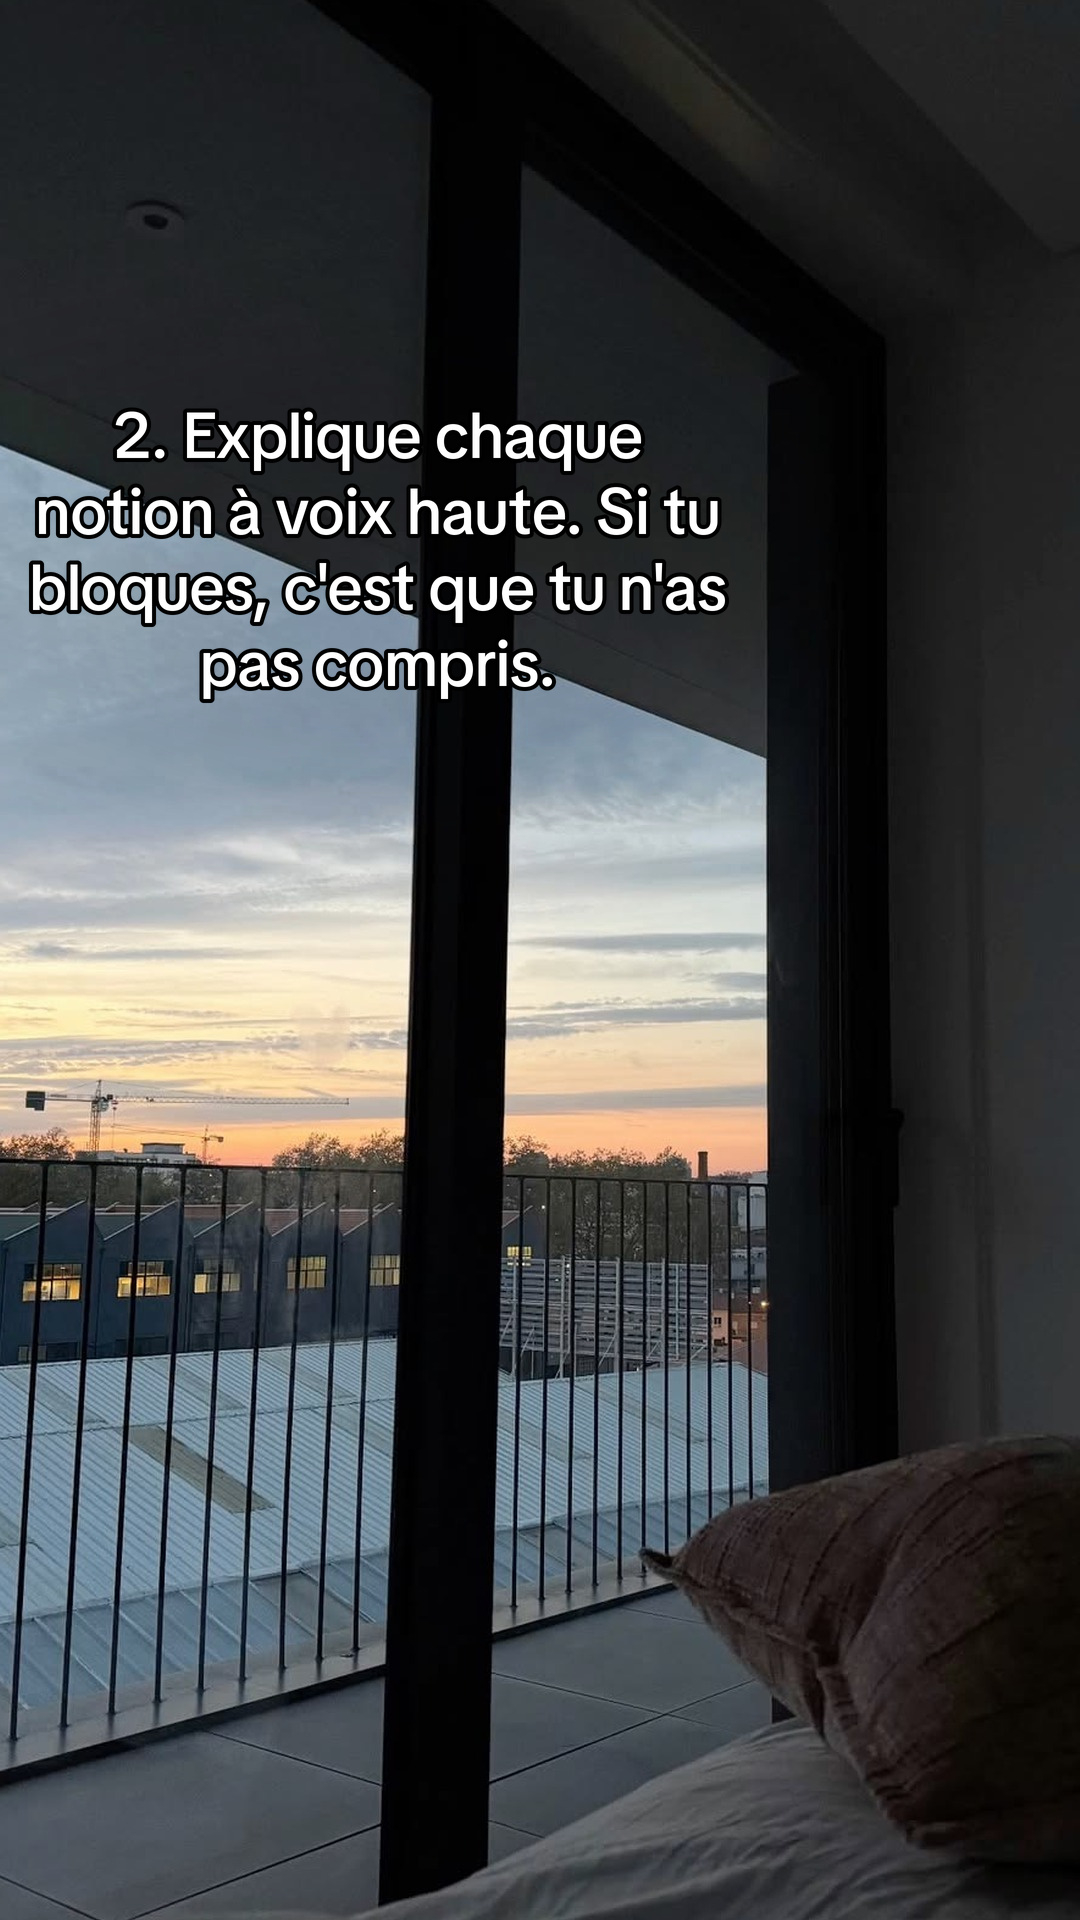 2. Explique chaque
notion à voix haute. Si tu
bloques, c'est que tu n'as
pas compris.